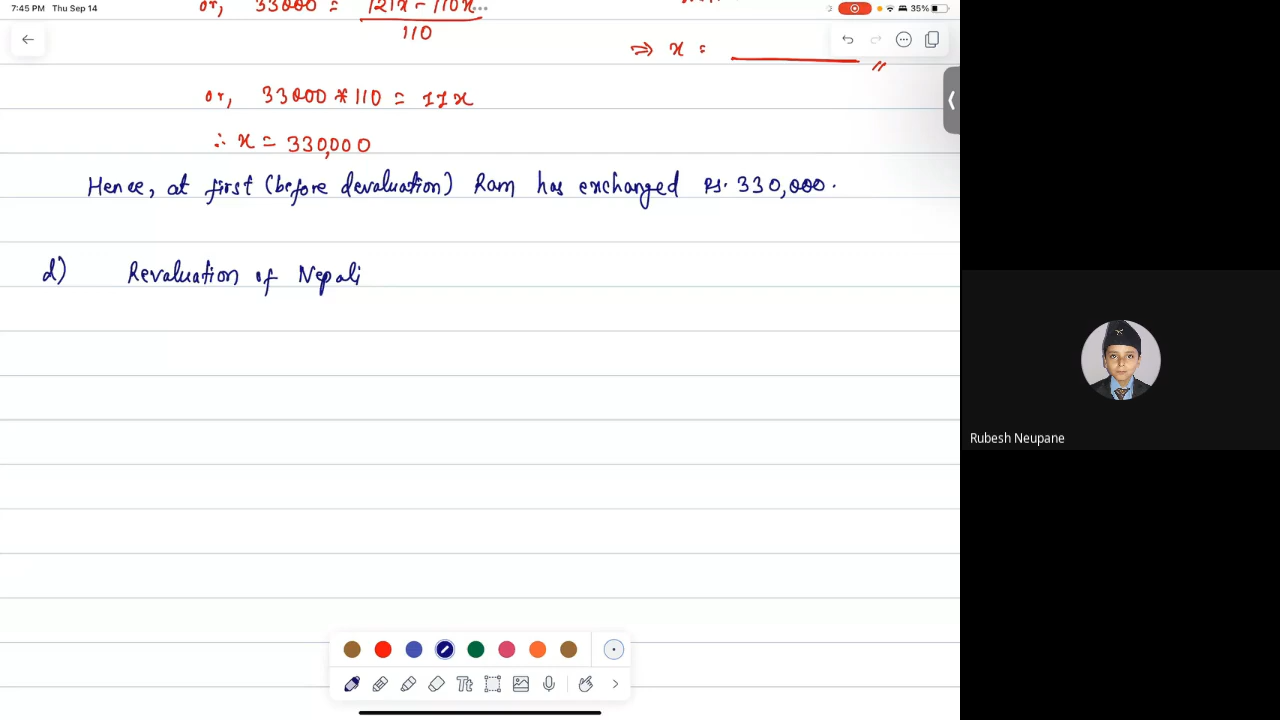 7:45 PM Thu Sep 14
35%
or, 33000 = 121x - 110x
110
⇒ x =
or, 33000 * 110 = 11x
∴ x = 330,000
Hence, at first (before devaluation) Ram has exchanged Rs. 330,000.
d) Revaluation of Nepali
Tt
Rubesh Neupane